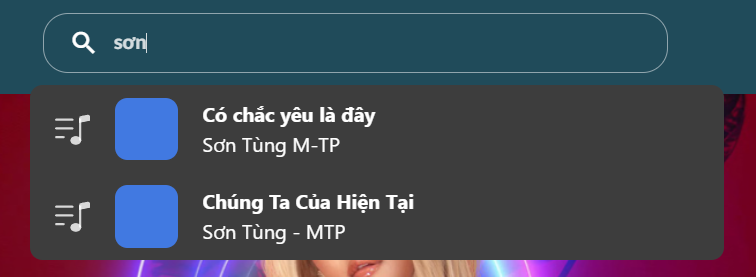 sơn
Có chắc yêu là đây
Sơn Tùng M-TP
Chúng Ta Của Hiện Tại
Sơn Tùng - MTP